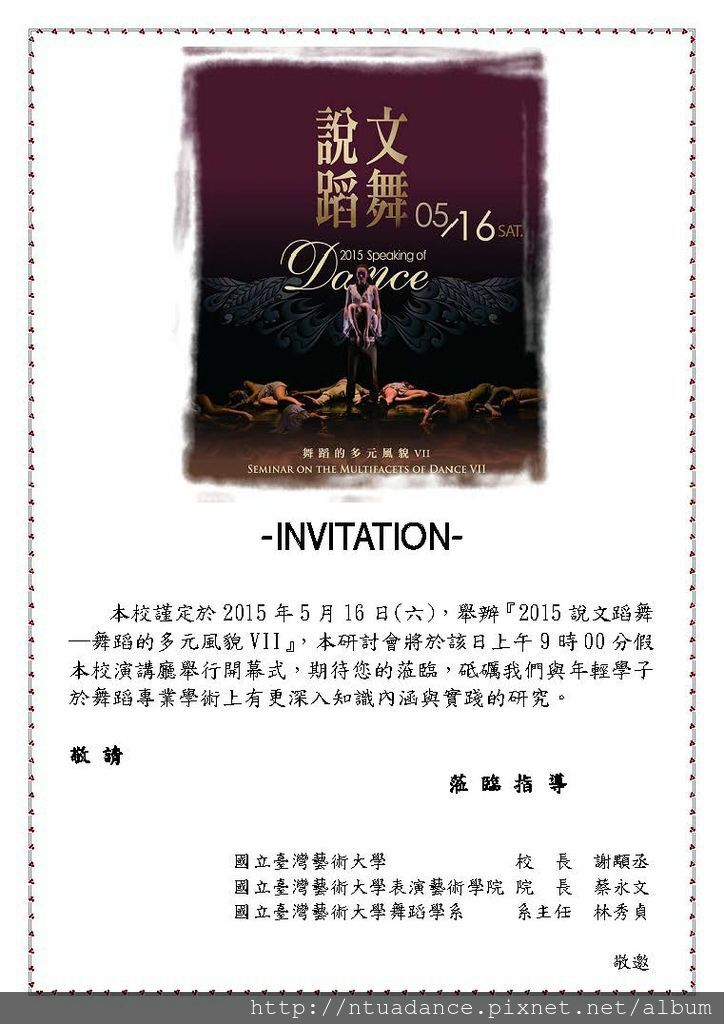 說文
蹈舞
05/16 SAT.
2015 Speaking of
Dance
舞蹈的多元風貌 VII
SEMINAR ON THE MULTIFACETS OF DANCE VII
-INVITATION-
本校謹定於 2015 年 5 月 16 日(六)，舉辦『2015 說文蹈舞
—舞蹈的多元風貌 VII』，本研討會將於該日上午 9 時 00 分假
本校演講廳舉行開幕式，期待您的蒞臨，砥礪我們與年輕學子
於舞蹈專業學術上有更深入知識內涵與實踐的研究。
敬 請
蒞 臨 指 導
國立臺灣藝術大學 校 長 謝顒丞
國立臺灣藝術大學表演藝術學院 院 長 蔡永文
國立臺灣藝術大學舞蹈學系 系主任 林秀貞
敬邀
http://ntuadance.pixnet.net/album